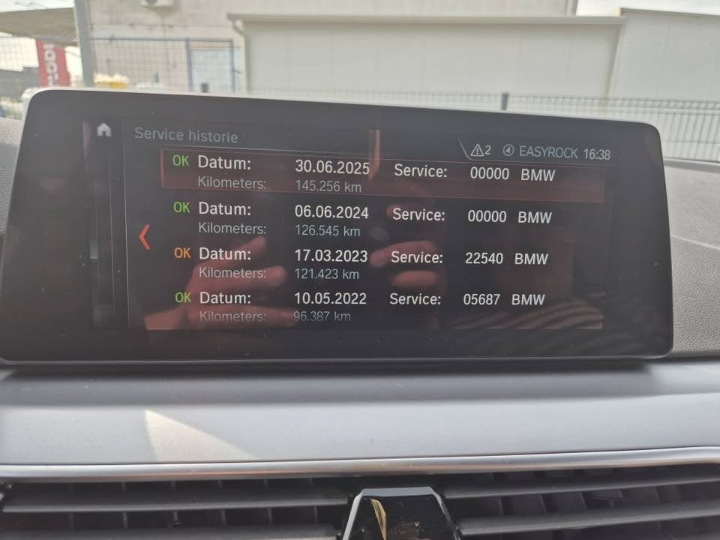 Service historie
2 4 EASYROCK 16:38
OK Datum: 30.06.2025 Service: 00000 BMW
Kilometers: 145.256 km
OK Datum: 06.06.2024 Service: 00000 BMW
Kilometers: 126.545 km
OK Datum: 17.03.2023 Service: 22540 BMW
Kilometers: 121.423 km
OK Datum: 10.05.2022 Service: 05687 BMW
Kilometers: 96.387 km